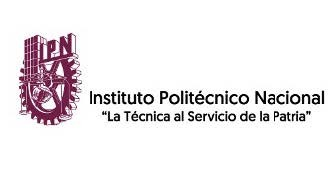 IPN
Instituto Politécnico Nacional
“La Técnica al Servicio de la Patria”